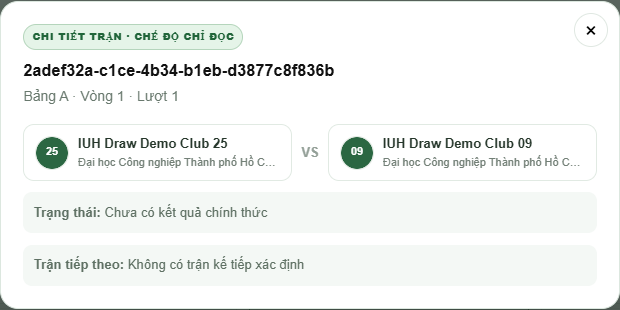 CHI TIẾT TRẬN · CHẾ ĐỘ CHỈ ĐỌC
×
2adef32a-c1ce-4b34-b1eb-d3877c8f836b
Bảng A · Vòng 1 · Lượt 1
25
IUH Draw Demo Club 25
Đại học Công nghiệp Thành phố Hồ C...
VS
09
IUH Draw Demo Club 09
Đại học Công nghiệp Thành phố Hồ C...
Trạng thái: Chưa có kết quả chính thức
Trận tiếp theo: Không có trận kế tiếp xác định